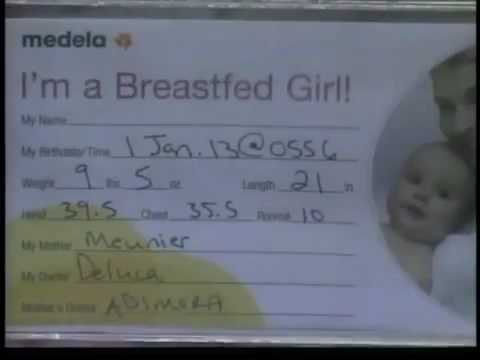 medela
I'm a Breastfed Girl!
My Name
My Birthdate/Time 1 Jan. 13 @ 0556
Weight 9 lbs. 5 oz. Length 21 in
Head 39.5 Chest 35.5 Room# 10
My Mother Meunier
My Doctor Deluca
Mother's Doctor ADIMORA